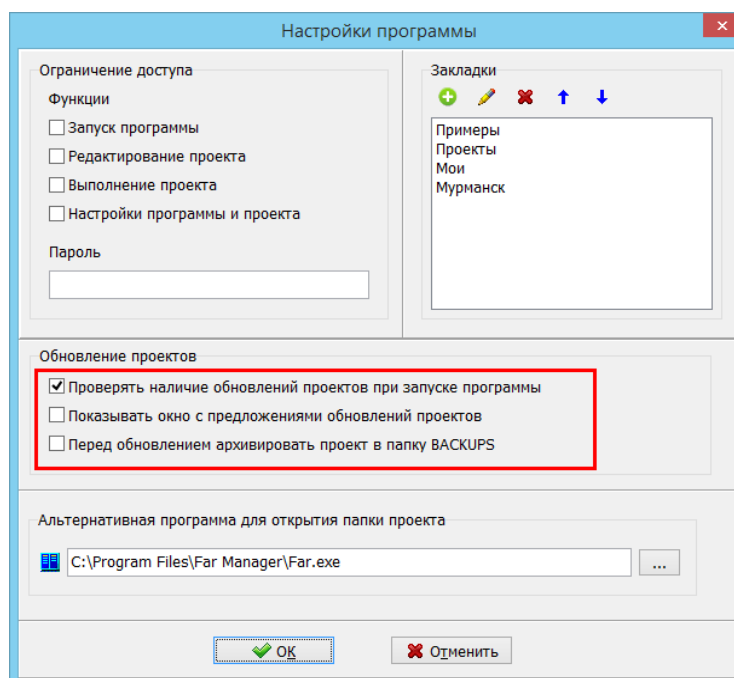 Настройки программы
Ограничение доступа
Функции
Запуск программы
Редактирование проекта
Выполнение проекта
Настройки программы и проекта
Пароль
Закладки
Примеры
Проекты
Мои
Мурманск
Обновление проектов
Проверять наличие обновлений проектов при запуске программы
Показывать окно с предложениями обновлений проектов
Перед обновлением архивировать проект в папку BACKUPS
Альтернативная программа для открытия папки проекта
C:\Program Files\Far Manager\Far.exe
...
ОК
Отменить